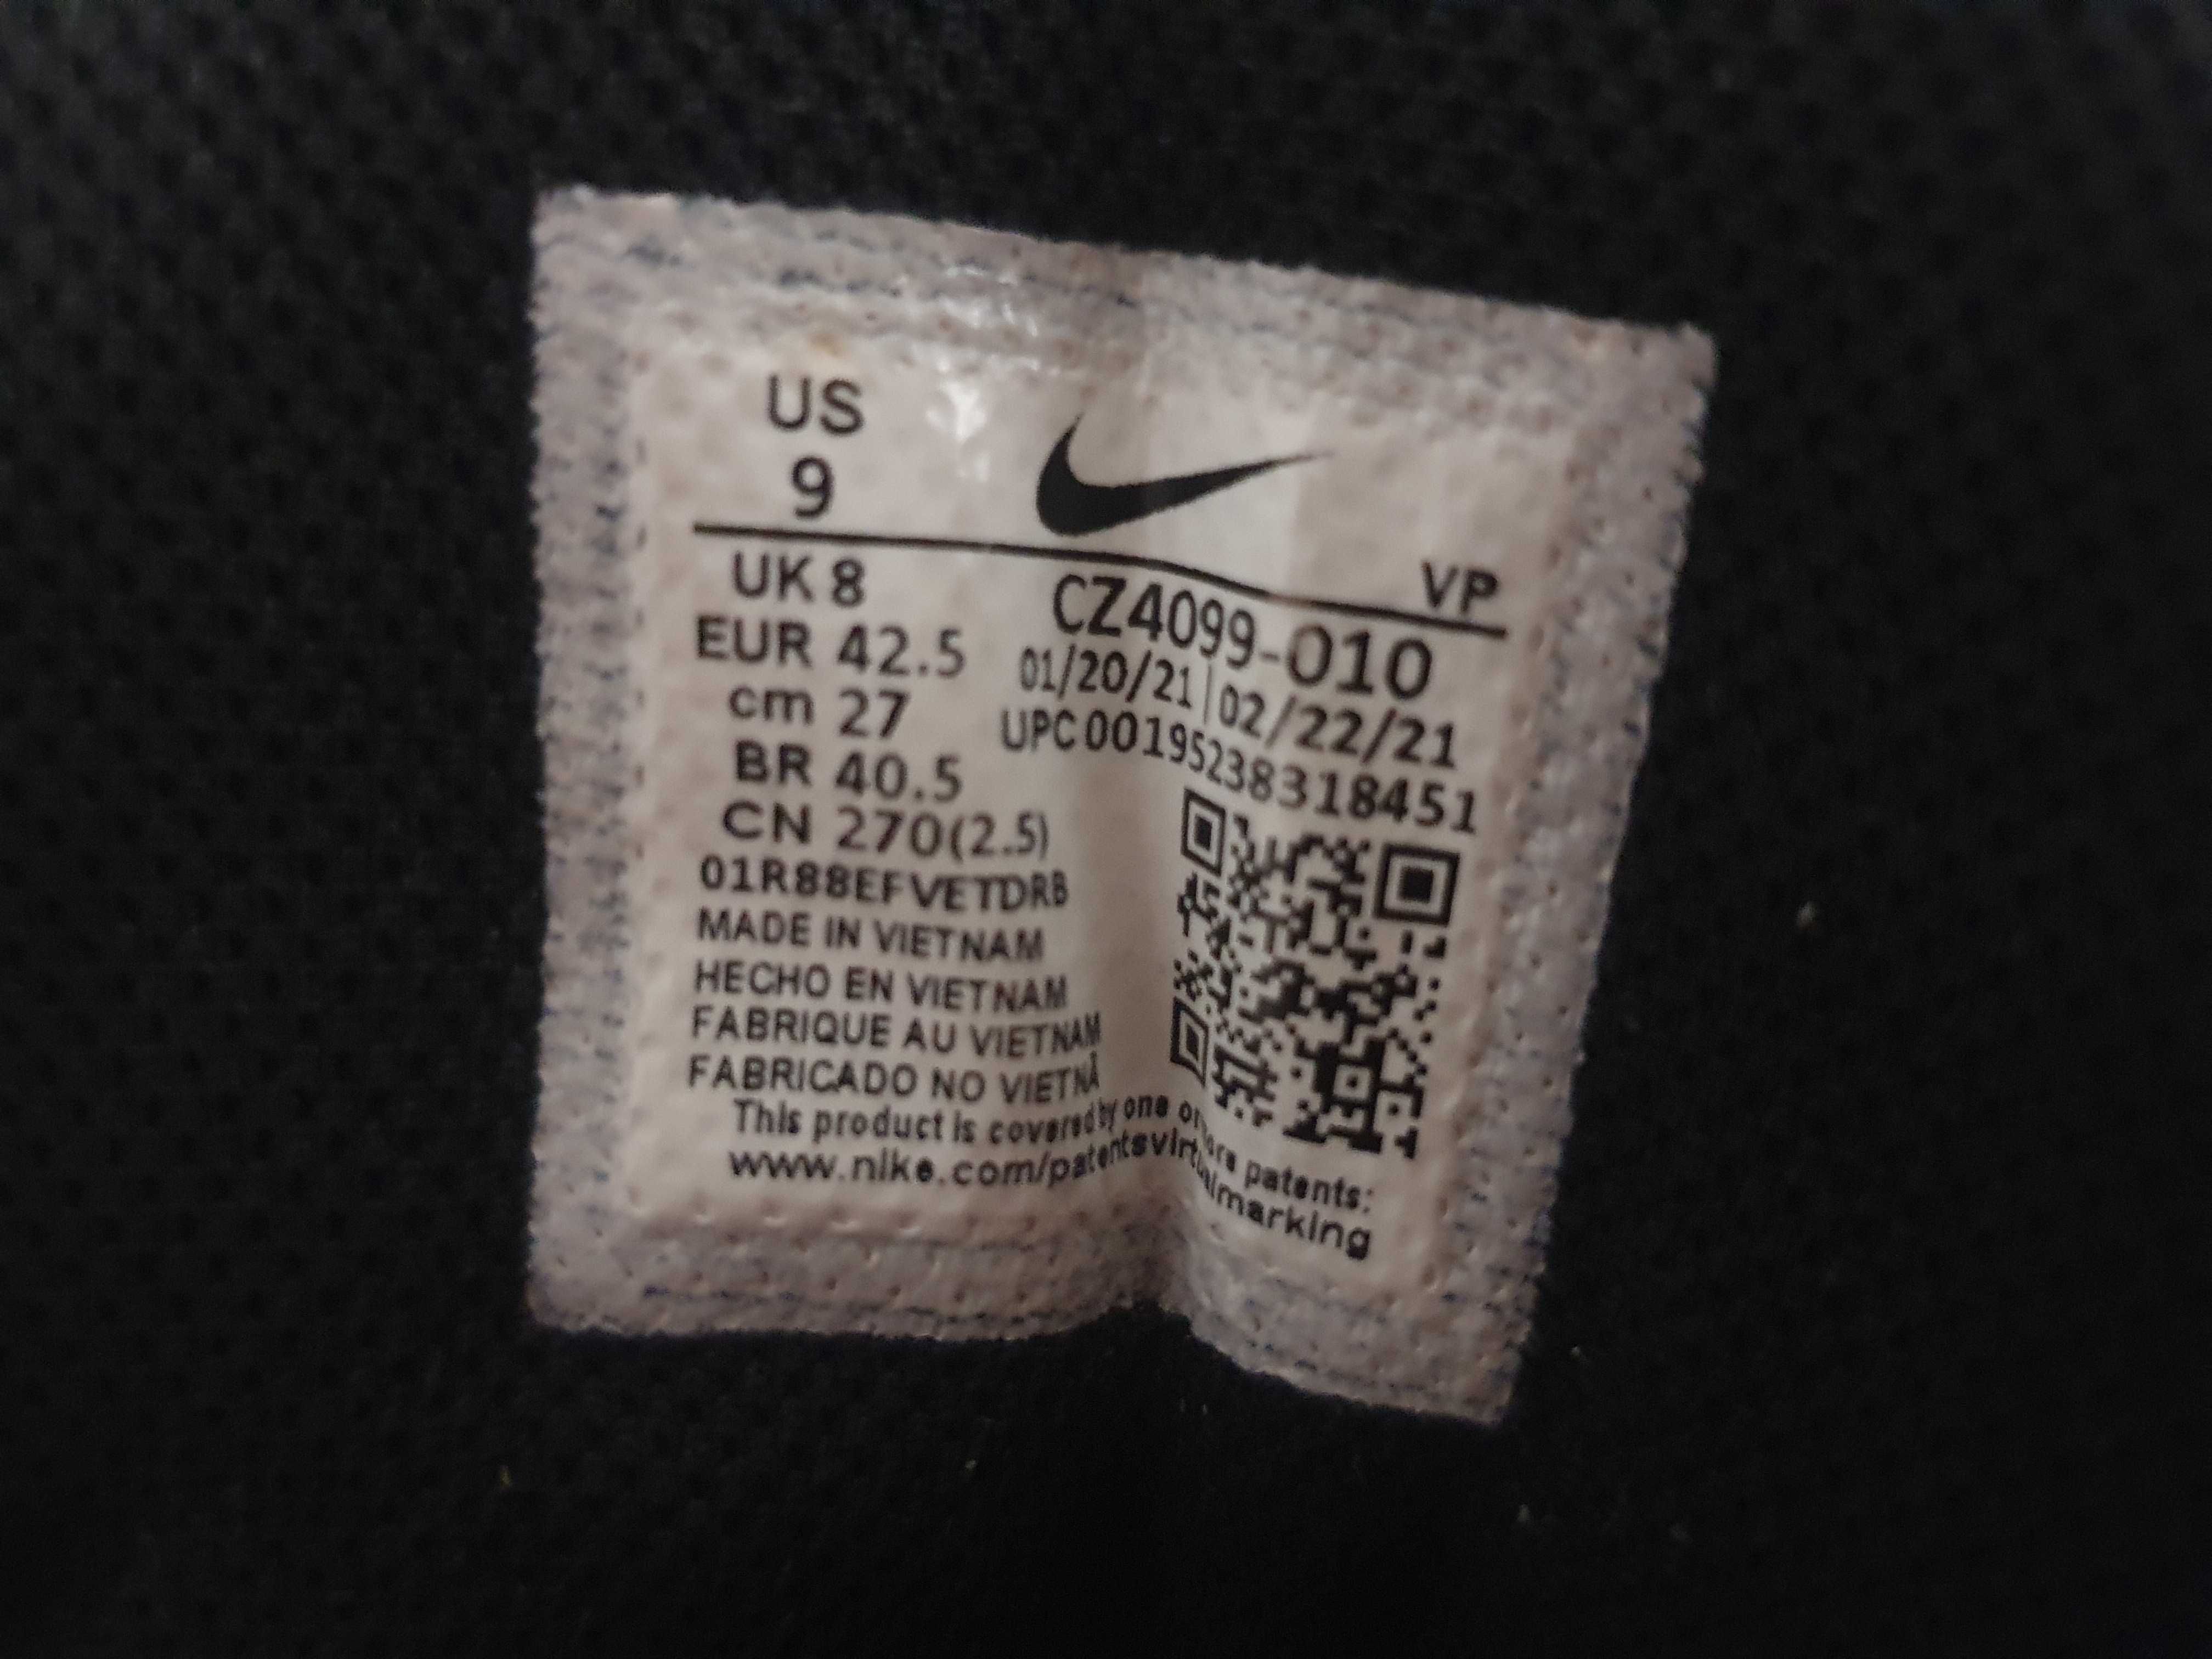 US
9
VP
UK 8
EUR 42.5
cm 27
BR 40.5
CN 270(2.5)
CZ4099-010
01/20/21|02/22/21
UPC00195238318451
01R88EFVETDRB
MADE IN VIETNAM
HECHO EN VIETNAM
FABRIQUE AU VIETNAM
FABRICADO NO VIETNÃ
This product is covered by one or more patents:
www.nike.com/patentsvirtualmarking